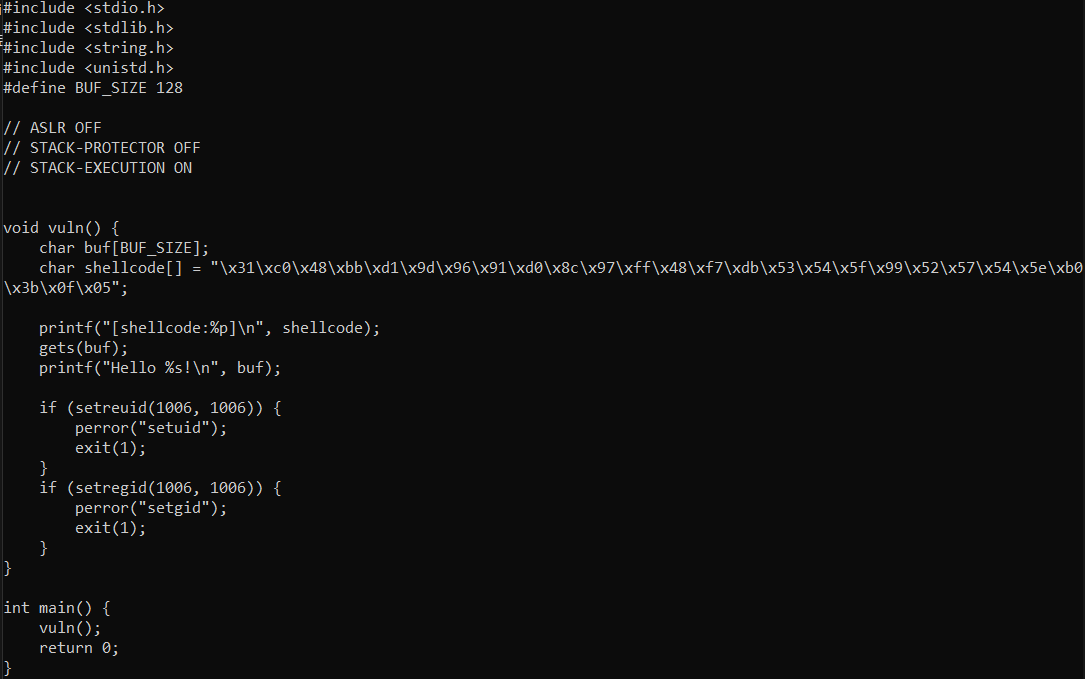 #include <stdio.h>
#include <stdlib.h>
#include <string.h>
#include <unistd.h>
#define BUF_SIZE 128

// ASLR OFF
// STACK-PROTECTOR OFF
// STACK-EXECUTION ON

void vuln() {
    char buf[BUF_SIZE];
    char shellcode[] = "\x31\xc0\x48\xbb\xd1\x9d\x96\x91\xd0\x8c\x97\xff\x48\xf7\xdb\x53\x54\x5f\x99\x52\x57\x54\x5e\xb0
\x3b\x0f\x05";

    printf("[shellcode:%p]\n", shellcode);
    gets(buf);
    printf("Hello %s!\n", buf);

    if (setreuid(1006, 1006)) {
        perror("setuid");
        exit(1);
    }
    if (setregid(1006, 1006)) {
        perror("setgid");
        exit(1);
    }
}

int main() {
    vuln();
    return 0;
}